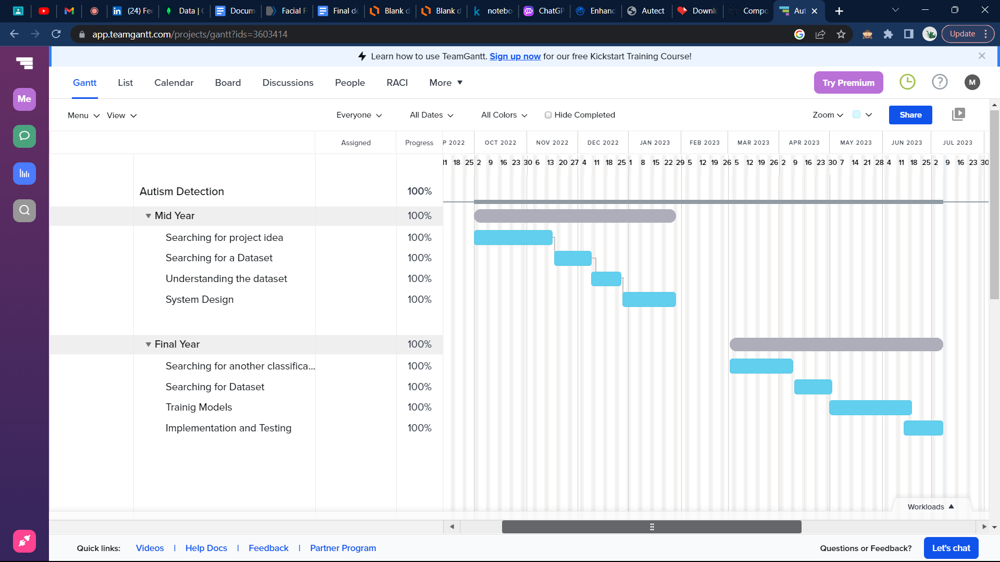 (24) Fee
Data | C
Docum
Facial F
Final do
Blank d
Blank d
notebo
ChatGP
Enhanc
Autect
Downlo
Compo
Aut
app.teamgantt.com/projects/gantt?ids=3603414
Update
Learn how to use TeamGantt. Sign up now for our free Kickstart Training Course!
Gantt List Calendar Board Discussions People RACI More
Try Premium
M
Me
Menu View Everyone All Dates All Colors Hide Completed Zoom Share
Assigned Progress P 2022 OCT 2022 NOV 2022 DEC 2022 JAN 2023 FEB 2023 MAR 2023 APR 2023 MAY 2023 JUN 2023 JUL 2023
11 18 25 2 9 16 23 30 6 13 20 27 4 11 18 25 1 8 15 22 29 5 12 19 26 5 12 19 26 2 9 16 23 30 7 14 21 28 4 11 18 25 2 9 16 23 30
Autism Detection 100%
Mid Year 100%
Searching for project idea 100%
Searching for a Dataset 100%
Understanding the dataset 100%
System Design 100%
Final Year 100%
Searching for another classifica... 100%
Searching for Dataset 100%
Trainig Models 100%
Implementation and Testing 100%
Workloads
Quick links: Videos | Help Docs | Feedback | Partner Program
Questions or Feedback? Let's chat